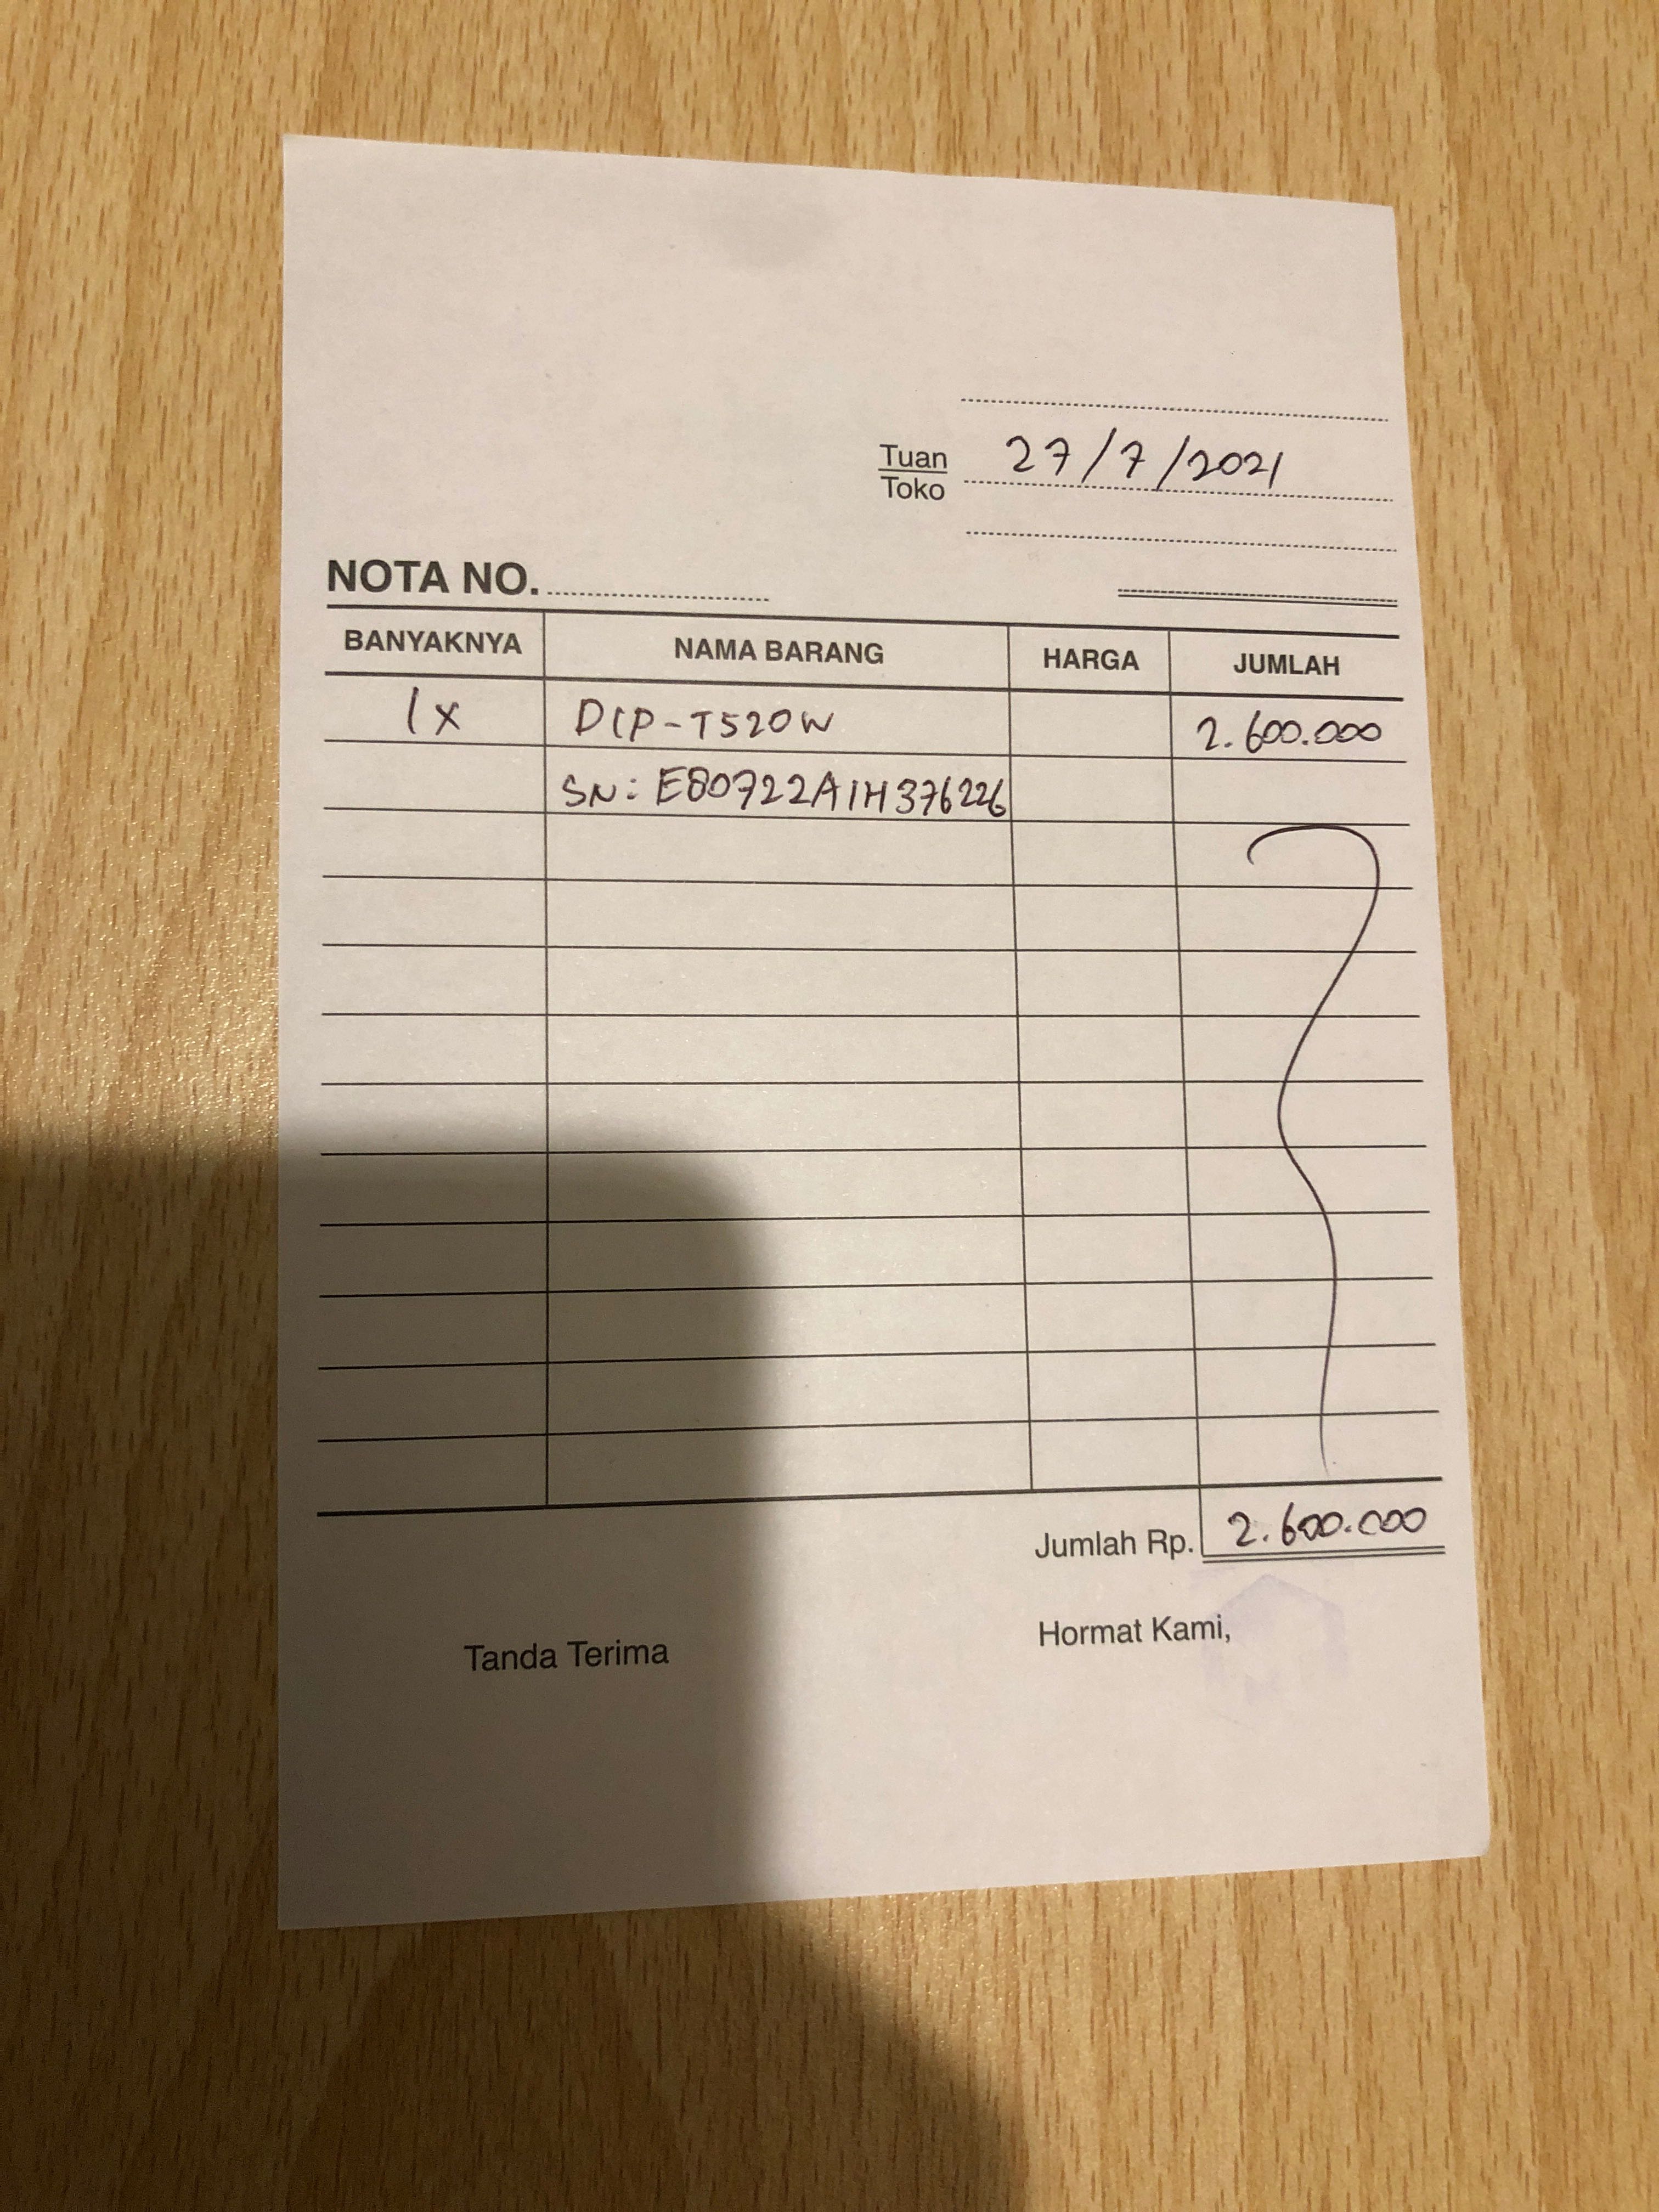 Tuan 27/7/2021
Toko
NOTA NO.
BANYAKNYA NAMA BARANG HARGA JUMLAH
1x DCP-T520W 2.600.000
SN: E80722A1H376226
Jumlah Rp. 2.600.000
Tanda Terima Hormat Kami,